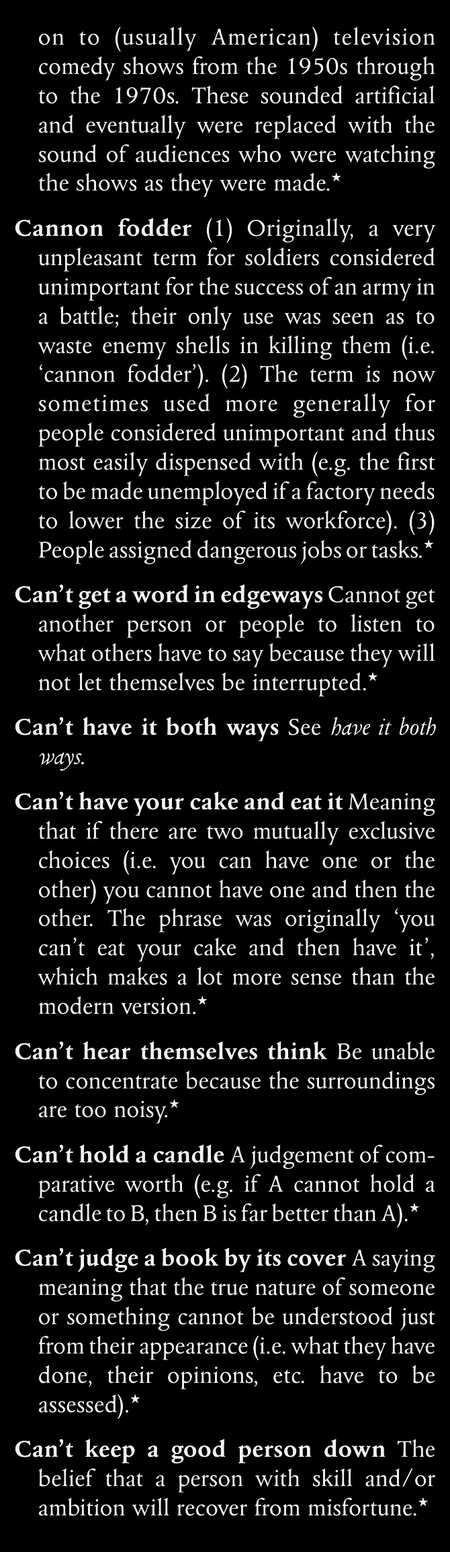 on to (usually American) television
comedy shows from the 1950s through
to the 1970s. These sounded artificial
and eventually were replaced with the
sound of audiences who were watching
the shows as they were made.★
Cannon fodder (1) Originally, a very
unpleasant term for soldiers considered
unimportant for the success of an army in
a battle; their only use was seen as to
waste enemy shells in killing them (i.e.
‘cannon fodder’). (2) The term is now
sometimes used more generally for
people considered unimportant and thus
most easily dispensed with (e.g. the first
to be made unemployed if a factory needs
to lower the size of its workforce). (3)
People assigned dangerous jobs or tasks.★
Can’t get a word in edgeways Cannot get
another person or people to listen to
what others have to say because they will
not let themselves be interrupted.★
Can’t have it both ways See have it both
ways.
Can’t have your cake and eat it Meaning
that if there are two mutually exclusive
choices (i.e. you can have one or the
other) you cannot have one and then the
other. The phrase was originally ‘you
can’t eat your cake and then have it’,
which makes a lot more sense than the
modern version.★
Can’t hear themselves think Be unable
to concentrate because the surroundings
are too noisy.★
Can’t hold a candle A judgement of com-
parative worth (e.g. if A cannot hold a
candle to B, then B is far better than A).★
Can’t judge a book by its cover A saying
meaning that the true nature of someone
or something cannot be understood just
from their appearance (i.e. what they have
done, their opinions, etc. have to be
assessed).★
Can’t keep a good person down The
belief that a person with skill and/or
ambition will recover from misfortune.★